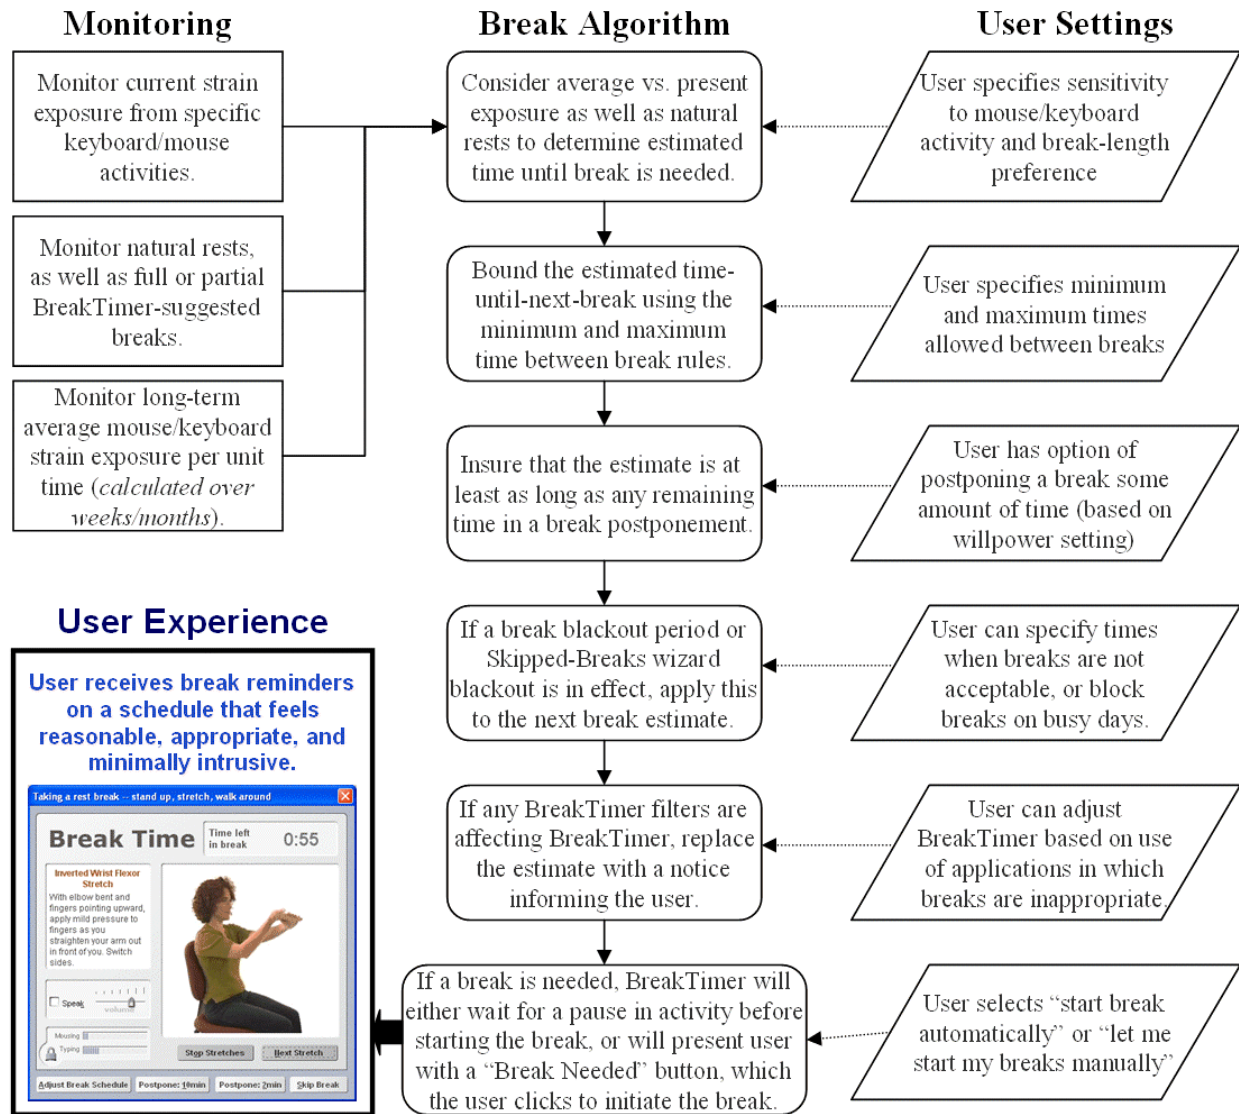 Monitoring
Monitor current strain
exposure from specific
keyboard/mouse
activities.
Monitor natural rests,
as well as full or partial
BreakTimer-suggested
breaks.
Monitor long-term
average mouse/keyboard
strain exposure per unit
time (calculated over
weeks/months).
Break Algorithm
Consider average vs. present
exposure as well as natural
rests to determine estimated
time until break is needed.
Bound the estimated time-
until-next-break using the
minimum and maximum
time between break rules.
Insure that the estimate is at
least as long as any remaining
time in a break postponement.
If a break blackout period or
Skipped-Breaks wizard
blackout is in effect, apply this
to the next break estimate.
If any BreakTimer filters are
affecting BreakTimer, replace
the estimate with a notice
informing the user.
If a break is needed, BreakTimer will
either wait for a pause in activity before
starting the break, or will present user
with a “Break Needed” button, which
the user clicks to initiate the break.
User Settings
User specifies sensitivity
to mouse/keyboard
activity and break-length
preference
User specifies minimum
and maximum times
allowed between breaks
User has option of
postponing a break some
amount of time (based on
willpower setting)
User can specify times
when breaks are not
acceptable, or block
breaks on busy days.
User can adjust
BreakTimer based on use
of applications in which
breaks are inappropriate.
User selects “start break
automatically” or “let me
start my breaks manually”
User Experience
User receives break reminders
on a schedule that feels
reasonable, appropriate, and
minimally intrusive.
Taking a rest break -- stand up, stretch, walk around
Break Time
Time left
in break
0:55
Inverted Wrist Flexor
Stretch
With elbow bent and
fingers pointing upward,
apply mild pressure to
fingers as you
straighten your arm out
in front of you. Switch
sides.
Speak
volume
Mousing
Typing
Stop Stretches
Next Stretch
Adjust Break Schedule
Postpone: 10min
Postpone: 2min
Skip Break